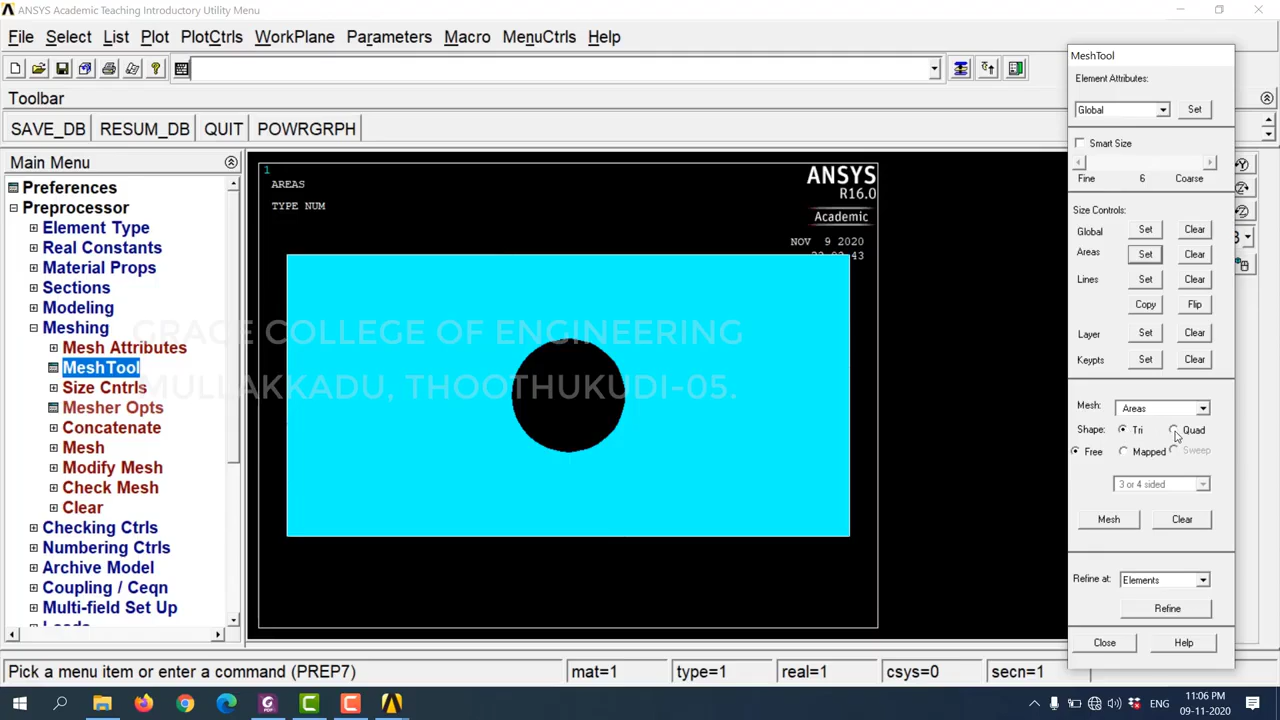 ANSYS Academic Teaching Introductory Utility Menu
File Select List Plot PlotCtrls WorkPlane Parameters Macro MenuCtrls Help
Toolbar
SAVE_DB RESUM_DB QUIT POWRGRPH
Main Menu
Preferences
Preprocessor
Element Type
Real Constants
Material Props
Sections
Modeling
Meshing
Mesh Attributes
MeshTool
Size Cntrls
Mesher Opts
Concatenate
Mesh
Modify Mesh
Check Mesh
Clear
Checking Ctrls
Numbering Ctrls
Archive Model
Coupling / Ceqn
Multi-field Set Up
1
AREAS
TYPE NUM
ANSYS
R16.0
Academic
NOV 9 2020
GRACE COLLEGE OF ENGINEERING
MULLAKKADU, THOOTHUKUDI-05.
MeshTool
Element Attributes:
Global Set
Smart Size
Fine 6 Coarse
Size Controls:
Global Set Clear
Areas Set Clear
Lines Set Clear
Copy Flip
Layer Set Clear
Keypts Set Clear
Mesh: Areas
Shape: Tri Quad
Free Mapped Sweep
3 or 4 sided
Mesh Clear
Refine at: Elements
Refine
Close Help
Pick a menu item or enter a command (PREP7) mat=1 type=1 real=1 csys=0 secn=1
ENG
11:06 PM
09-11-2020